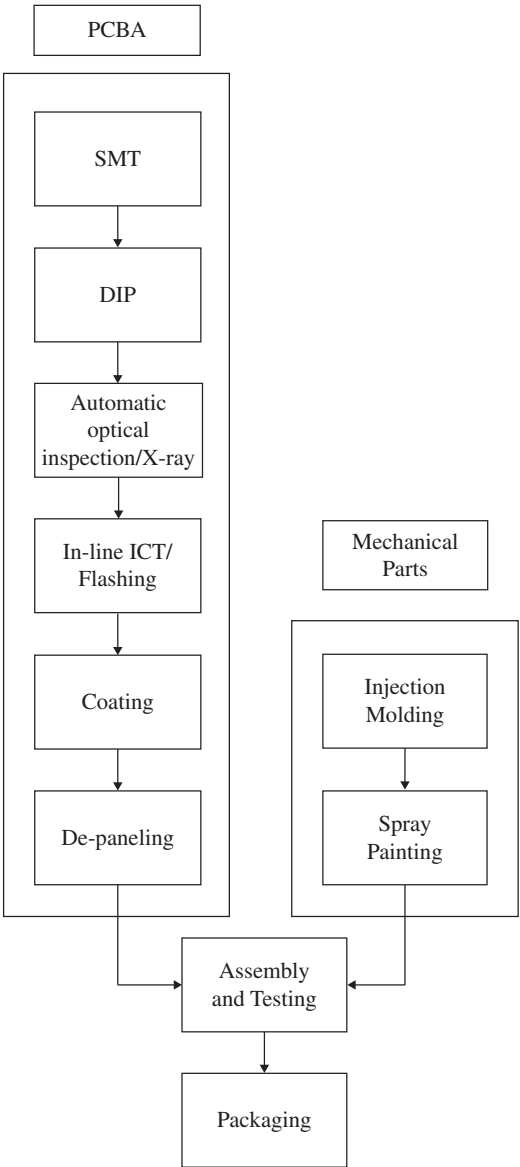 PCBA
SMT
DIP
Automatic
optical
inspection/X-ray
In-line ICT/
Flashing
Coating
De-paneling
Mechanical
Parts
Injection
Molding
Spray
Painting
Assembly
and Testing
Packaging